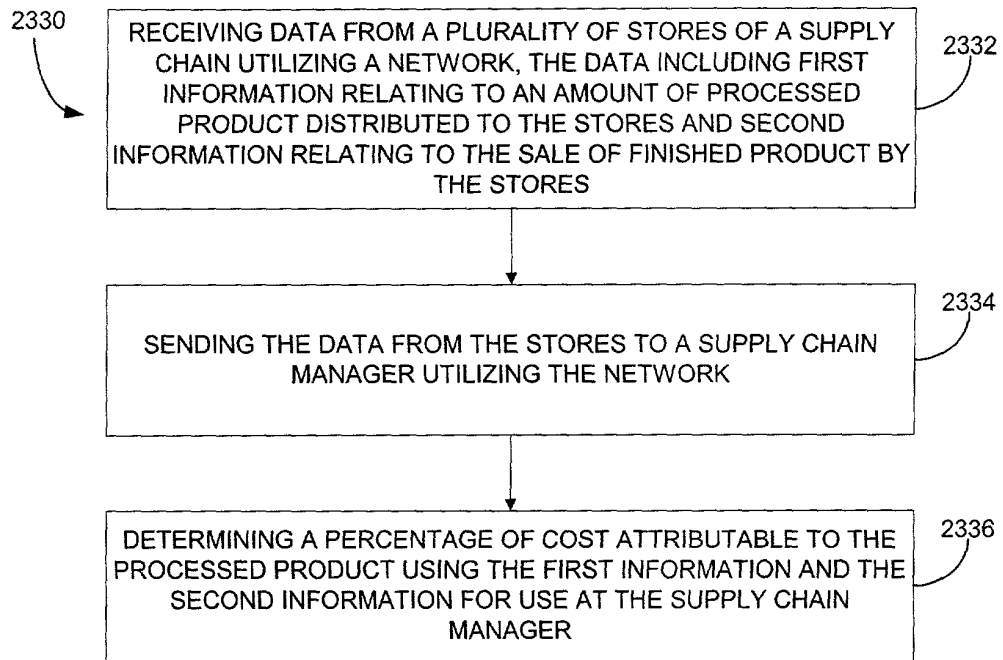 2330
RECEIVING DATA FROM A PLURALITY OF STORES OF A SUPPLY
CHAIN UTILIZING A NETWORK, THE DATA INCLUDING FIRST
INFORMATION RELATING TO AN AMOUNT OF PROCESSED
PRODUCT DISTRIBUTED TO THE STORES AND SECOND
INFORMATION RELATING TO THE SALE OF FINISHED PRODUCT BY
THE STORES
2332
SENDING THE DATA FROM THE STORES TO A SUPPLY CHAIN
MANAGER UTILIZING THE NETWORK
2334
DETERMINING A PERCENTAGE OF COST ATTRIBUTABLE TO THE
PROCESSED PRODUCT USING THE FIRST INFORMATION AND THE
SECOND INFORMATION FOR USE AT THE SUPPLY CHAIN
MANAGER
2336